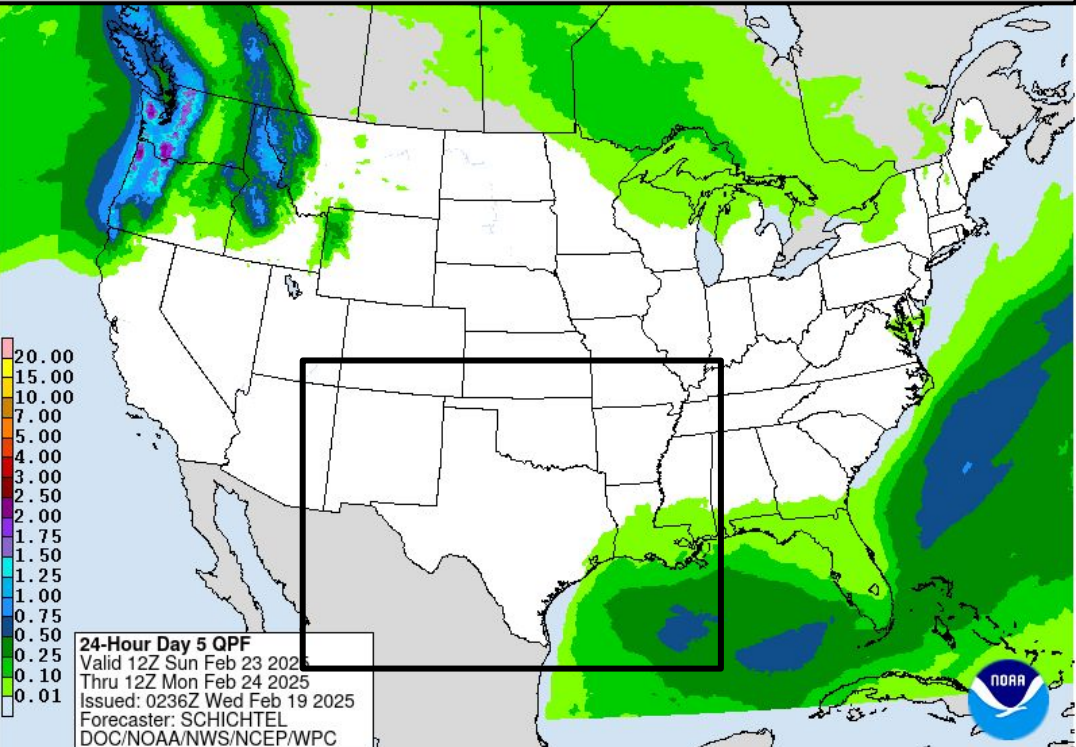 20.00
15.00
10.00
7.00
5.00
4.00
3.00
2.50
2.00
1.75
1.50
1.25
1.00
0.75
0.50
0.25
0.10
0.01
24-Hour Day 5 QPF
Valid 12Z Sun Feb 23 2025
Thru 12Z Mon Feb 24 2025
Issued: 0236Z Wed Feb 19 2025
Forecaster: SCHICHTEL
DOC/NOAA/NWS/NCEP/WPC
NOAA